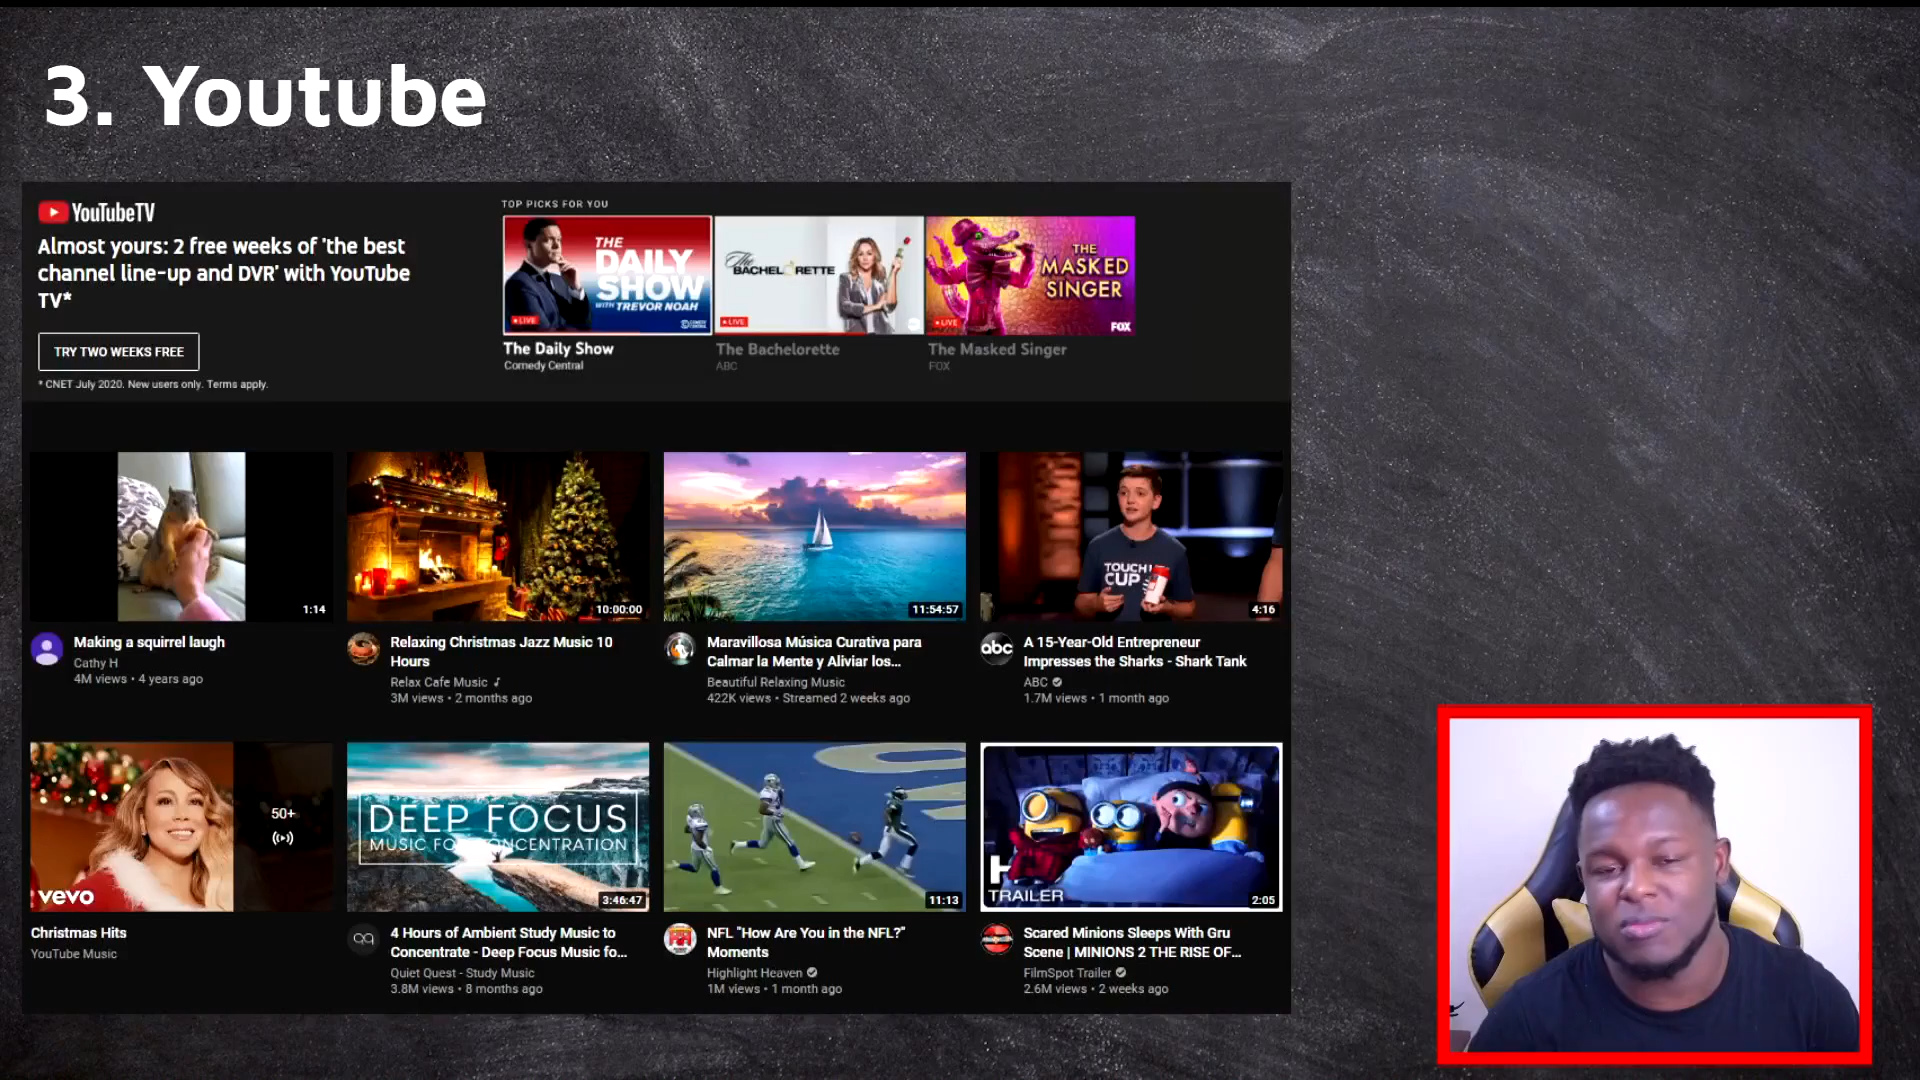 3. Youtube
YouTubeTV
Almost yours: 2 free weeks of 'the best
channel line-up and DVR' with YouTube
TV*
TRY TWO WEEKS FREE
* CNET July 2020. New users only. Terms apply.
TOP PICKS FOR YOU
THE
DAILY
SHOW
WITH TREVOR NOAH
LIVE
COMEDY CENTRAL
The Daily Show
Comedy Central
The
BACHELORETTE
LIVE
The Bachelorette
ABC
THE
MASKED
SINGER
LIVE
FOX
The Masked Singer
FOX
1:14
Making a squirrel laugh
Cathy H
4M views • 4 years ago
10:00:00
Relaxing Christmas Jazz Music 10
Hours
Relax Cafe Music
3M views • 2 months ago
11:54:57
Maravillosa Música Curativa para
Calmar la Mente y Aliviar los...
Beautiful Relaxing Music
422K views • Streamed 2 weeks ago
TOUCH
CUP
4:16
abc
A 15-Year-Old Entrepreneur
Impresses the Sharks - Shark Tank
ABC
1.7M views • 1 month ago
50+
vevo
Christmas Hits
YouTube Music
DEEP FOCUS
MUSIC FOR CONCENTRATION
3:46:47
4 Hours of Ambient Study Music to
Concentrate - Deep Focus Music fo...
Quiet Quest - Study Music
3.8M views • 8 months ago
11:13
NFL "How Are You in the NFL?"
Moments
Highlight Heaven
1M views • 1 month ago
TRAILER
2:05
Scared Minions Sleeps With Gru
Scene | MINIONS 2 THE RISE OF...
FilmSpot Trailer
2.6M views • 2 weeks ago